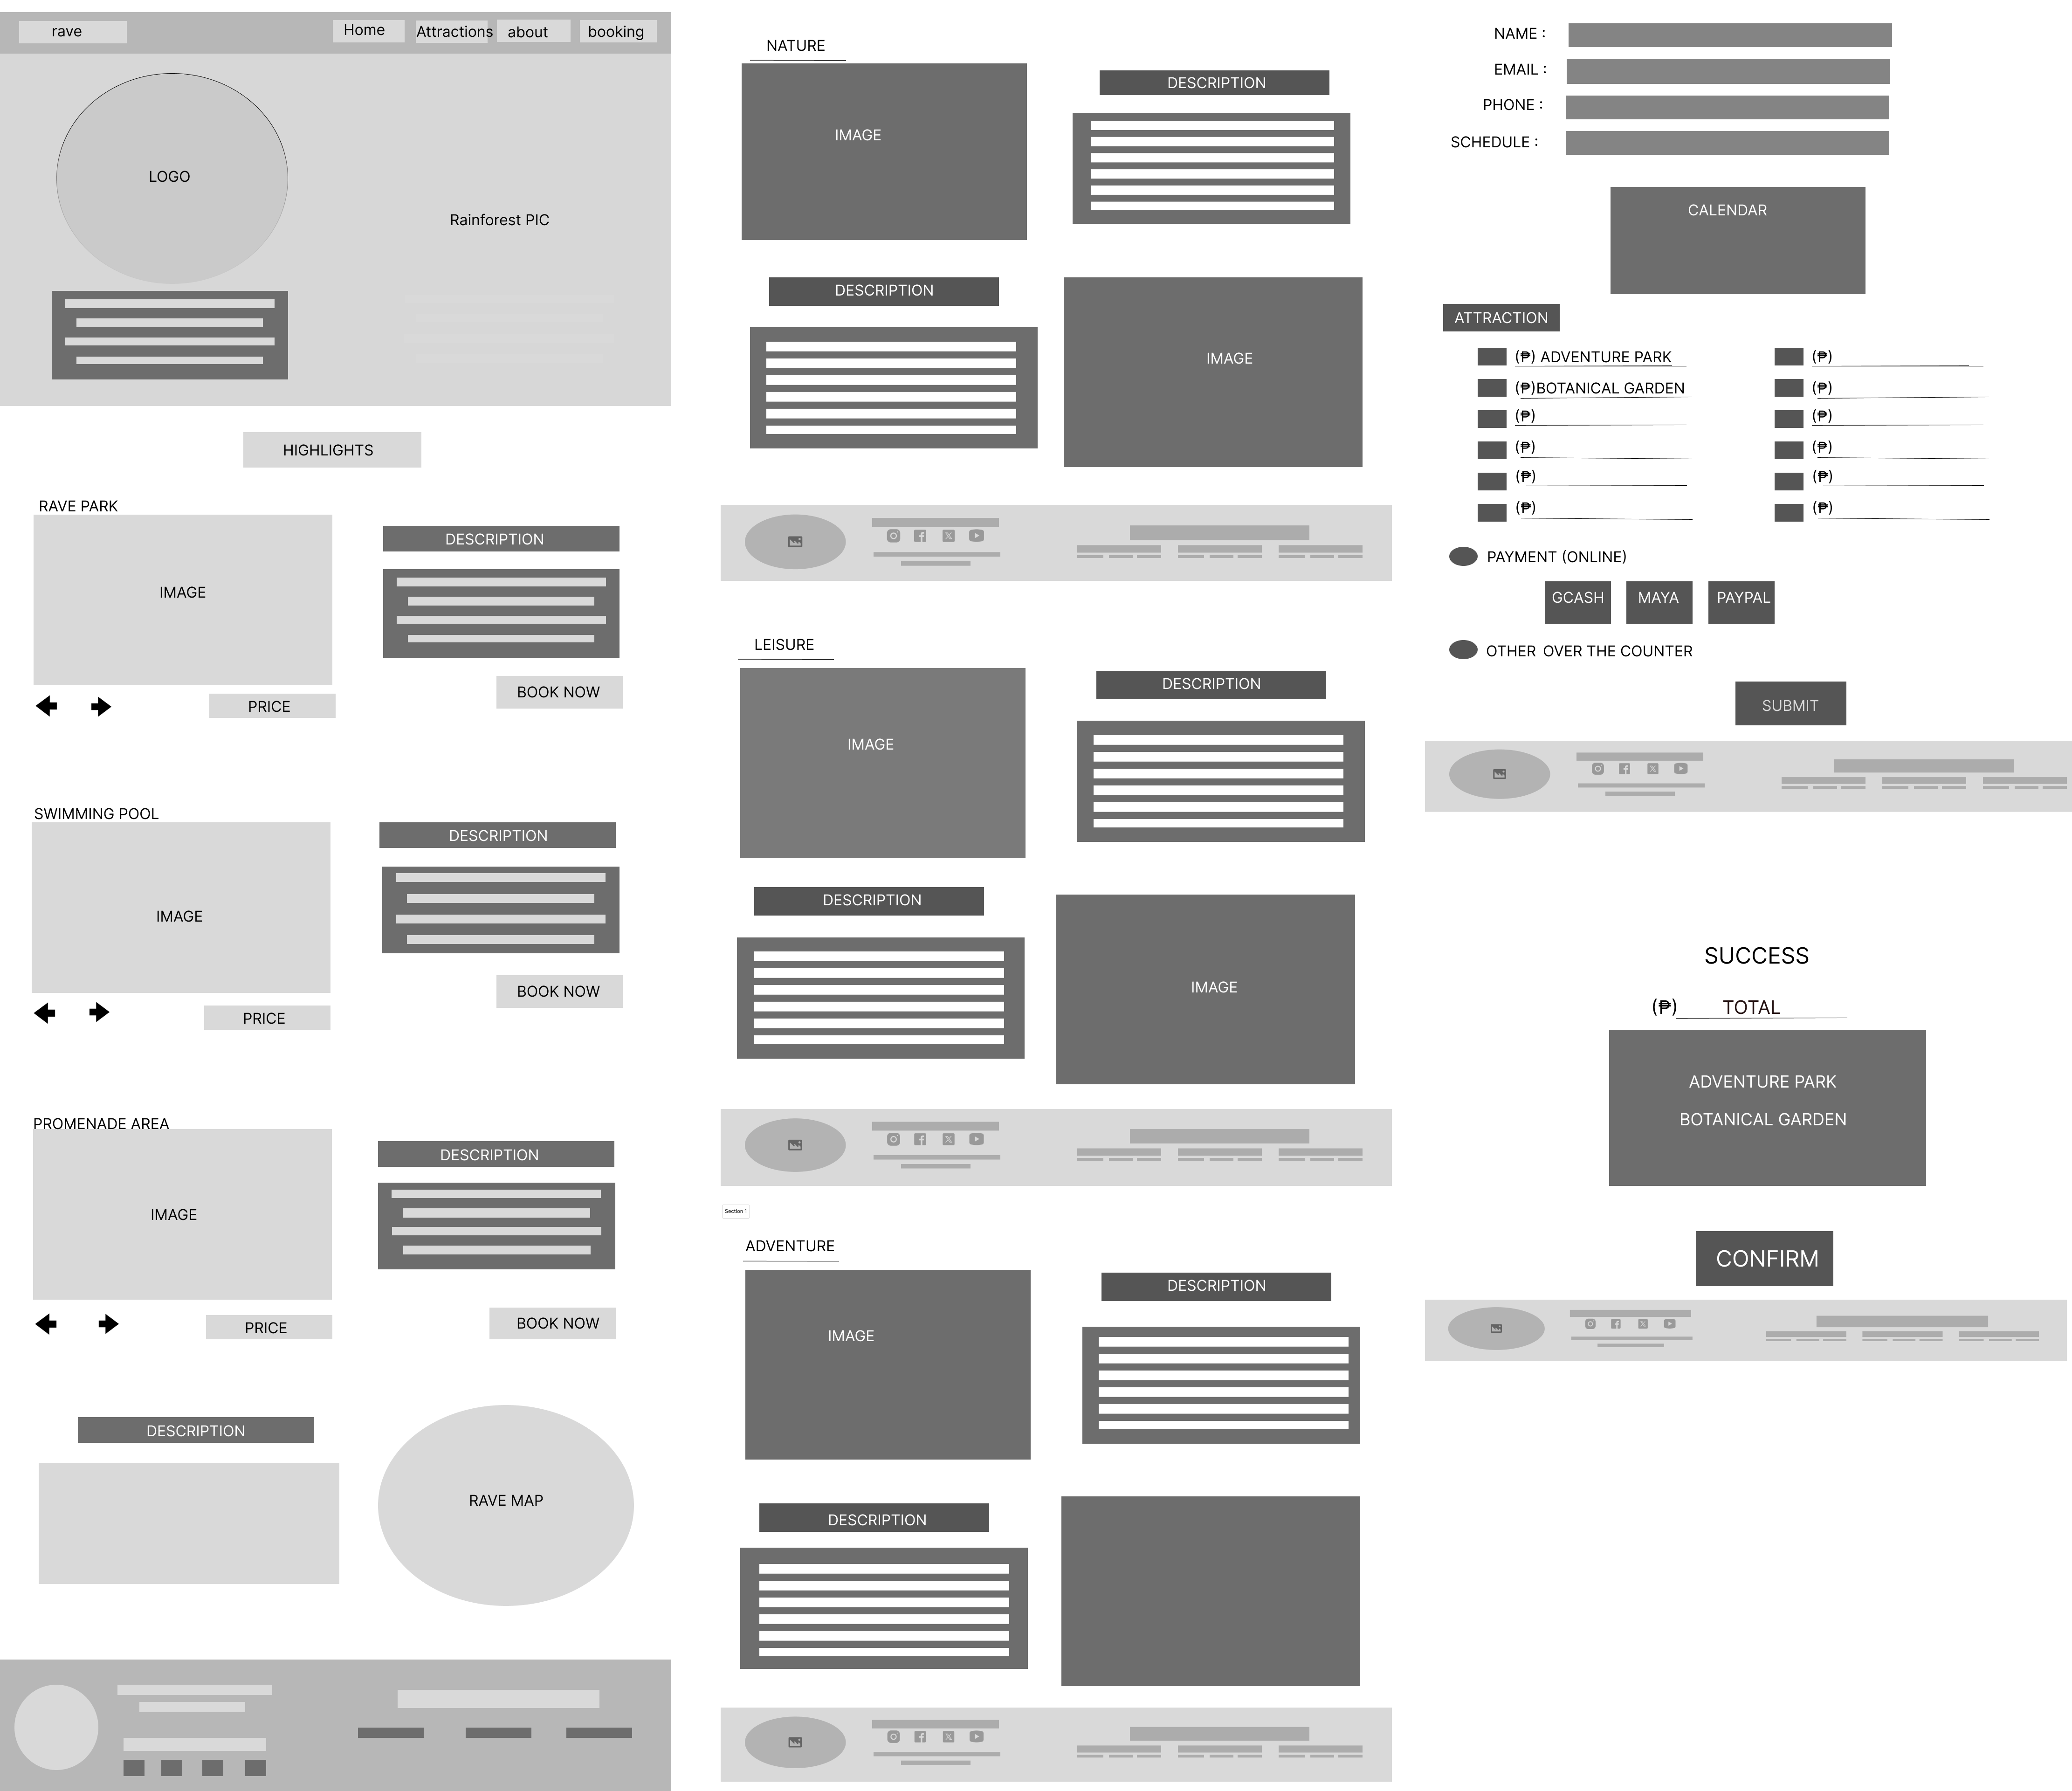 rave
Home
Attractions
about
booking
LOGO
Rainforest PIC
HIGHLIGHTS
RAVE PARK
IMAGE
DESCRIPTION
PRICE
BOOK NOW
SWIMMING POOL
IMAGE
DESCRIPTION
PRICE
BOOK NOW
PROMENADE AREA
IMAGE
DESCRIPTION
PRICE
BOOK NOW
DESCRIPTION
RAVE MAP
NATURE
IMAGE
DESCRIPTION
DESCRIPTION
IMAGE
LEISURE
IMAGE
DESCRIPTION
DESCRIPTION
IMAGE
Section 1
ADVENTURE
IMAGE
DESCRIPTION
DESCRIPTION
NAME :
EMAIL :
PHONE :
SCHEDULE :
CALENDAR
ATTRACTION
(₱) ADVENTURE PARK
(₱)BOTANICAL GARDEN
(₱)
(₱)
(₱)
(₱)
(₱)
(₱)
(₱)
(₱)
(₱)
(₱)
PAYMENT (ONLINE)
GCASH
MAYA
PAYPAL
OTHER OVER THE COUNTER
SUBMIT
SUCCESS
(₱) TOTAL
ADVENTURE PARK
BOTANICAL GARDEN
CONFIRM